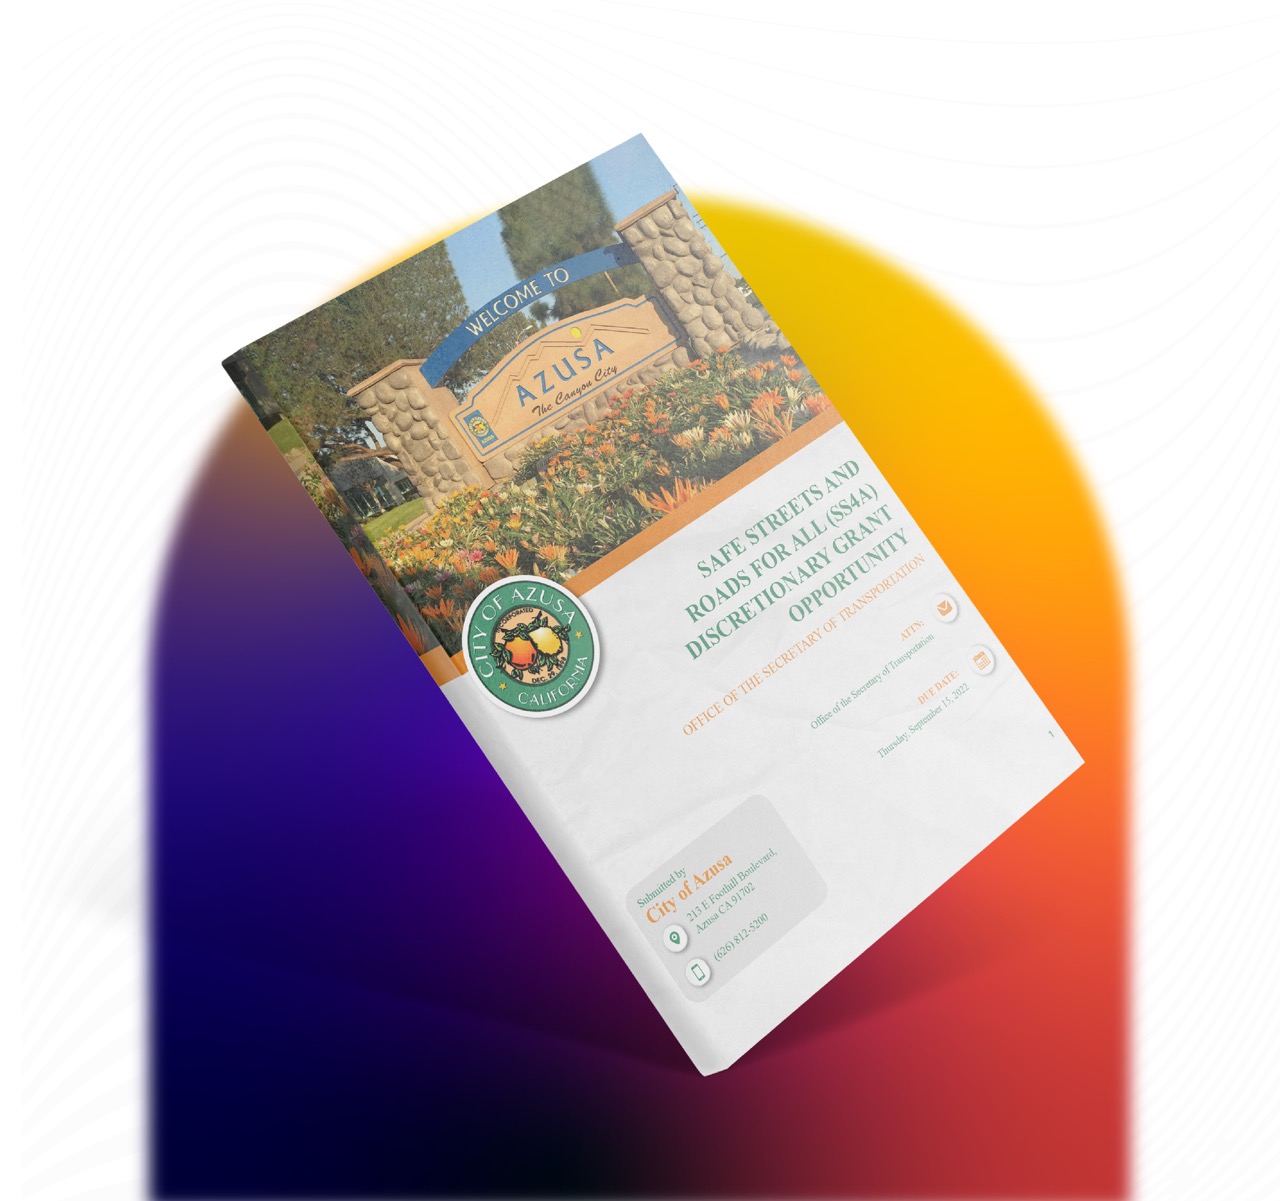 WELCOME TO
AZUSA
The Canyon City
AZUSA
CITY OF AZUSA
INCORPORATED
DEC. 29, 1898
CALIFORNIA
SAFE STREETS AND
ROADS FOR ALL (SS4A)
DISCRETIONARY GRANT
OPPORTUNITY
OFFICE OF THE SECRETARY OF TRANSPORTATION
ATTN:
Office of the Secretary of Transportation
DUE DATE:
Thursday, September 15, 2022
1
Submitted by
City of Azusa
213 E Foothill Boulevard,
Azusa CA 91702
(626) 812-5200